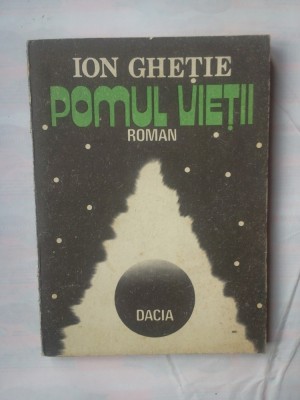 ION GHEȚIE
POMUL VIEȚII
ROMAN
DACIA